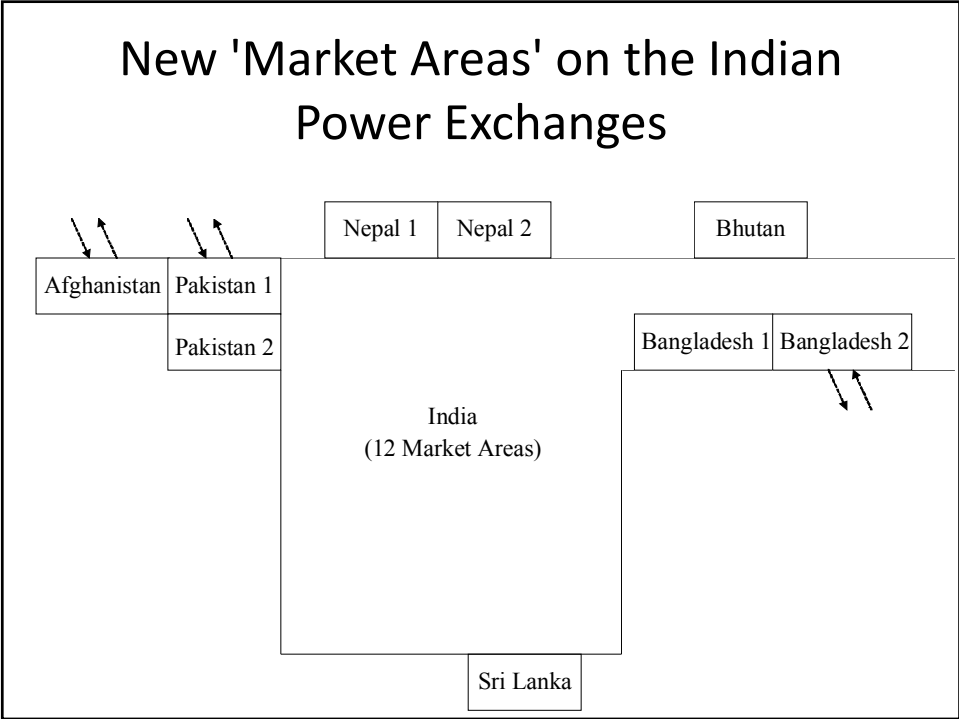 New 'Market Areas' on the Indian
Power Exchanges
Nepal 1
Nepal 2
Bhutan
Afghanistan
Pakistan 1
Pakistan 2
Bangladesh 1
Bangladesh 2
India
(12 Market Areas)
Sri Lanka